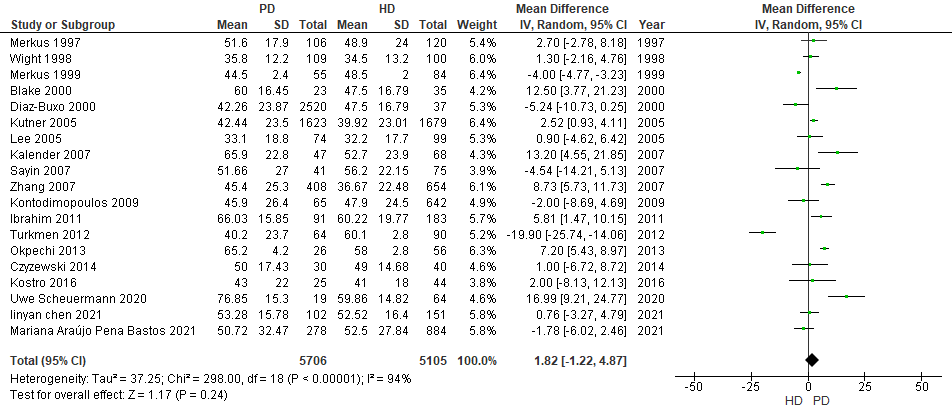 PD HD Mean Difference Mean Difference
Study or Subgroup Mean SD Total Mean SD Total Weight IV, Random, 95% CI Year IV, Random, 95% CI
Merkus 1997 51.6 17.9 106 48.9 24 120 5.4% 2.70 [-2.78, 8.18] 1997
Wight 1998 35.8 12.2 109 34.5 13.2 100 6.0% 1.30 [-2.16, 4.76] 1998
Merkus 1999 44.5 2.4 55 48.5 2 84 6.5% -4.00 [-4.77, -3.23] 1999
Blake 2000 60 16.45 23 47.5 16.79 35 4.2% 12.50 [3.77, 21.23] 2000
Diaz-Buxo 2000 42.26 23.87 2520 47.5 16.79 37 5.4% -5.24 [-10.73, 0.25] 2000
Kutner 2005 42.44 23.5 1623 39.92 23.01 1679 6.4% 2.52 [0.93, 4.11] 2005
Lee 2005 33.1 18.8 74 32.2 17.7 99 5.4% 0.90 [-4.62, 6.42] 2005
Kalender 2007 65.9 22.8 47 52.7 23.9 68 4.3% 13.20 [4.55, 21.85] 2007
Sayin 2007 51.66 27 41 56.2 22.15 75 4.0% -4.54 [-14.21, 5.13] 2007
Zhang 2007 45.4 25.3 408 36.67 22.48 654 6.2% 8.73 [5.73, 11.73] 2007
Kontodimopoulos 2009 45.9 26.4 65 47.9 24.5 642 4.9% -2.00 [-8.69, 4.69] 2009
Ibrahim 2011 66.03 15.85 91 60.22 19.77 183 5.8% 5.81 [1.47, 10.15] 2011
Turkmen 2012 40.2 23.7 64 60.1 2.8 90 5.3% -19.90 [-25.74, -14.06] 2012
Okpechi 2013 65.2 4.2 26 58 2.8 56 6.4% 7.20 [5.43, 8.97] 2013
Czyzewski 2014 50 17.43 30 49 14.68 40 4.6% 1.00 [-6.72, 8.72] 2014
Kostro 2016 43 22 25 41 18 44 3.9% 2.00 [-8.13, 12.13] 2016
Uwe Scheuermann 2020 76.85 15.3 19 59.86 14.82 64 4.6% 16.99 [9.21, 24.77] 2020
Iinyan chen 2021 53.28 15.78 102 52.52 16.4 151 5.9% 0.76 [-3.27, 4.79] 2021
Mariana Araújo Pena Bastos 2021 50.72 32.47 278 52.5 27.84 884 5.8% -1.78 [-6.02, 2.46] 2021
Total (95% CI) 5706 5105 100.0% 1.82 [-1.22, 4.87]
Heterogeneity: Tau² = 37.25; Chi² = 298.00, df = 18 (P < 0.00001); I² = 94%
Test for overall effect: Z = 1.17 (P = 0.24)
-50 -25 0 25 50
HD PD